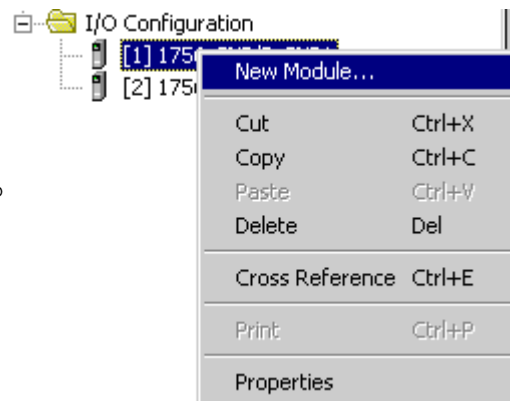 I/O Configuration
[1] 175
New Module...
[2] 175
Cut Ctrl+X
Copy Ctrl+C
Paste Ctrl+V
Delete Del
Cross Reference Ctrl+E
Print Ctrl+P
Properties